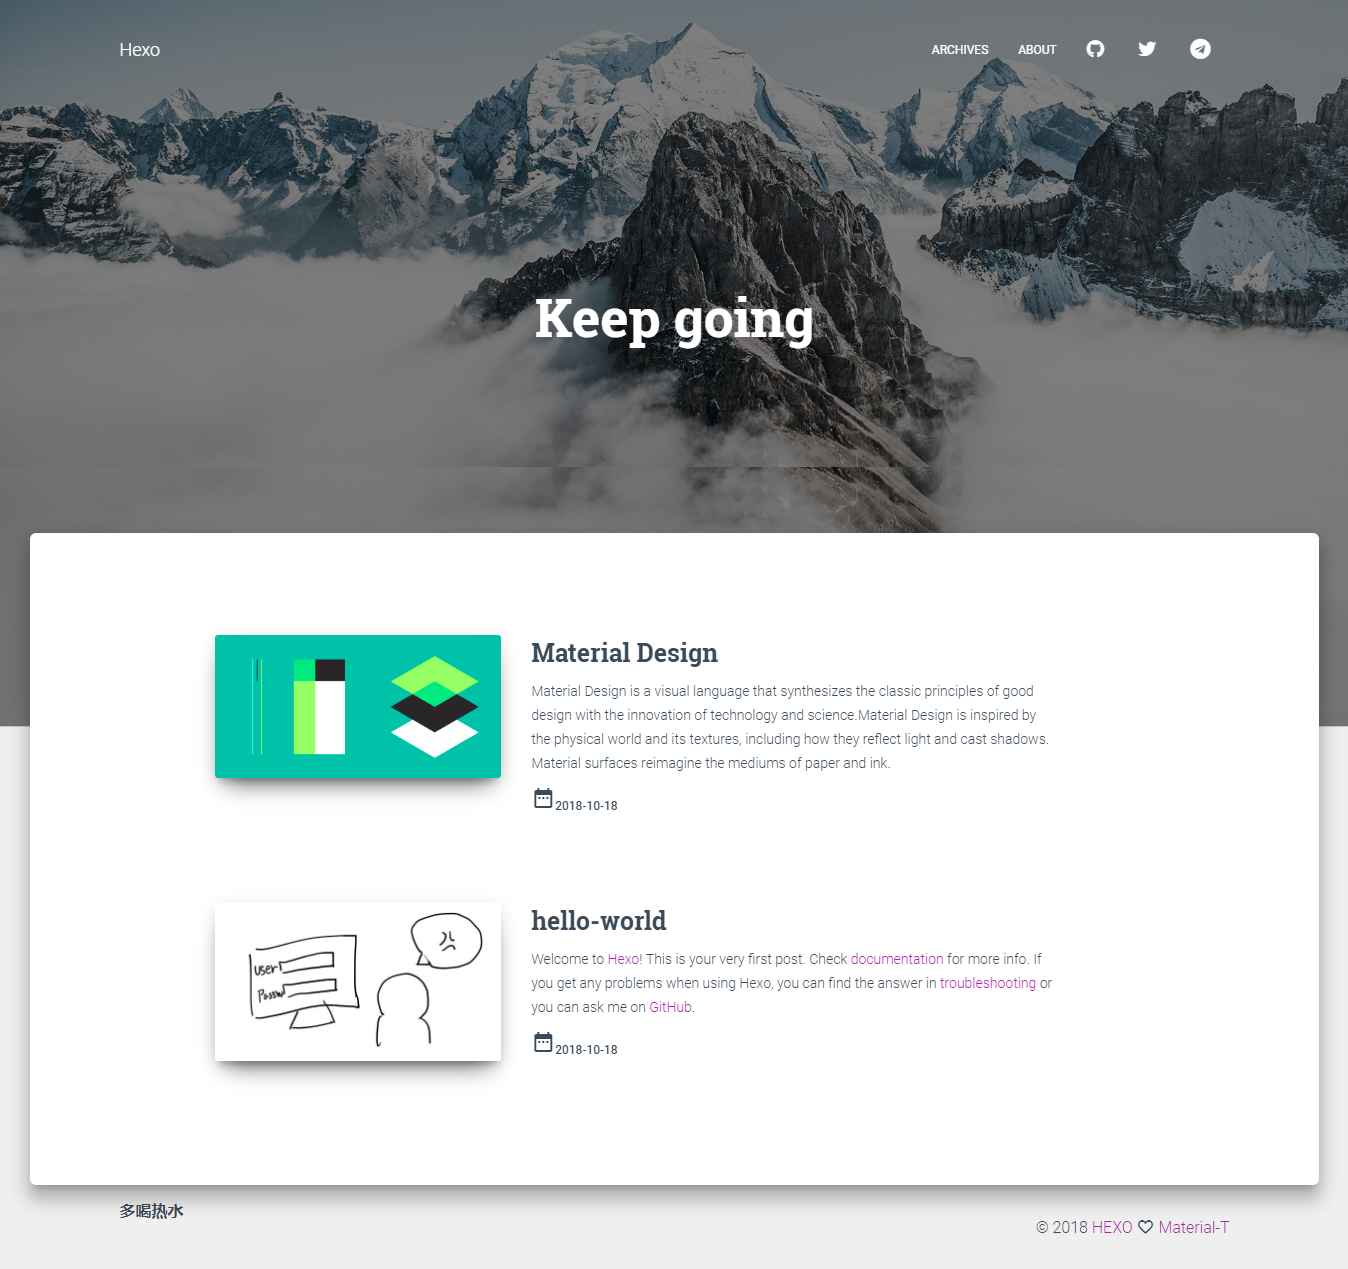 Hexo
ARCHIVES ABOUT
Keep going
Material Design
Material Design is a visual language that synthesizes the classic principles of good
design with the innovation of technology and science.Material Design is inspired by
the physical world and its textures, including how they reflect light and cast shadows.
Material surfaces reimagine the mediums of paper and ink.
2018-10-18
User
Passwd
hello-world
Welcome to Hexo! This is your very first post. Check documentation for more info. If
you get any problems when using Hexo, you can find the answer in troubleshooting or
you can ask me on GitHub.
2018-10-18
多喝热水
© 2018 HEXO ♡ Material-T